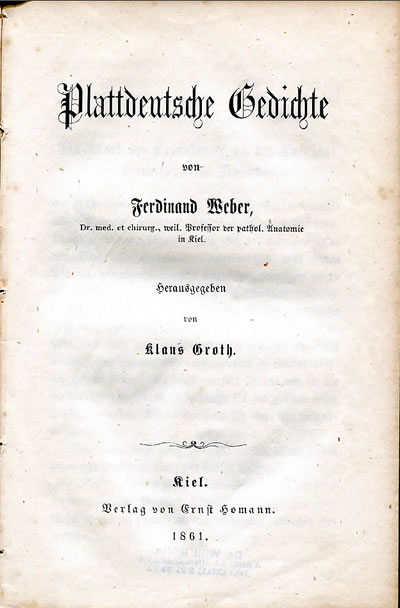 Plattdeutsche Gedichte
von
Ferdinand Weber,
Dr. med. et chirurg., weil. Professor der pathol. Anatomie
in Kiel.
Herausgegeben
von
Klaus Groth.
Kiel.
Verlag von Ernst Homann.
1861.